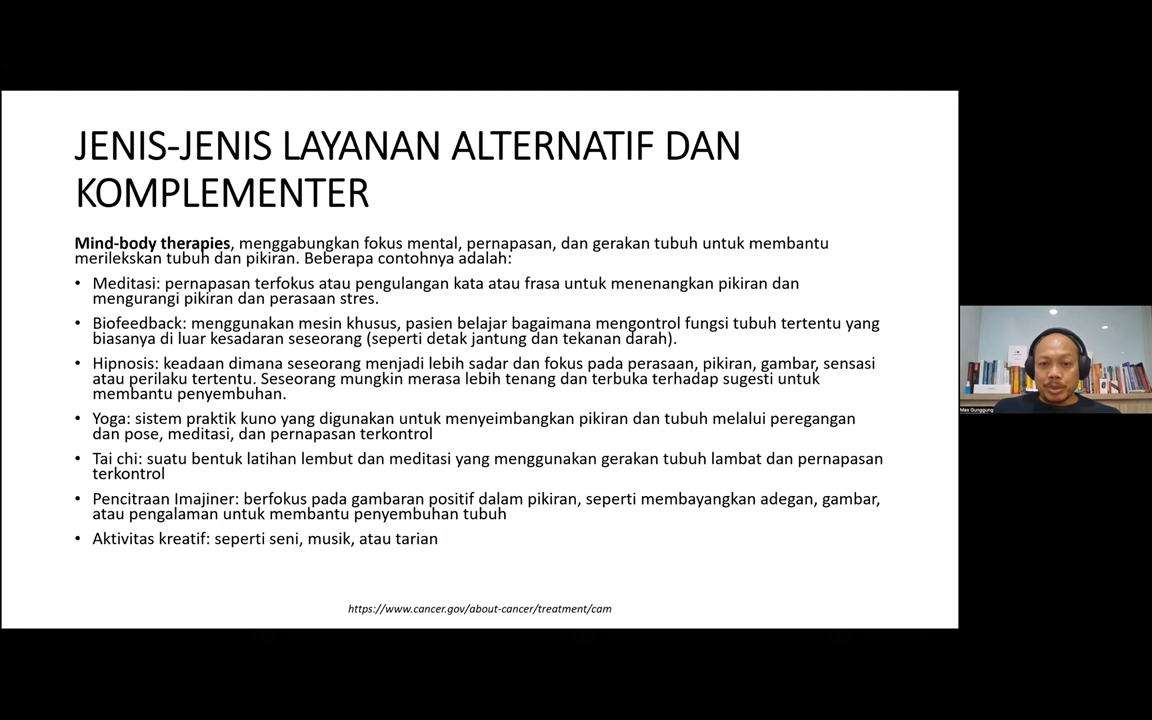 JENIS-JENIS LAYANAN ALTERNATIF DAN
KOMPLEMENTER
Mind-body therapies, menggabungkan fokus mental, pernapasan, dan gerakan tubuh untuk membantu
merilekskan tubuh dan pikiran. Beberapa contohnya adalah:
• Meditasi: pernapasan terfokus atau pengulangan kata atau frasa untuk menenangkan pikiran dan
mengurangi pikiran dan perasaan stres.
• Biofeedback: menggunakan mesin khusus, pasien belajar bagaimana mengontrol fungsi tubuh tertentu yang
biasanya di luar kesadaran seseorang (seperti detak jantung dan tekanan darah).
• Hipnosis: keadaan dimana seseorang menjadi lebih sadar dan fokus pada perasaan, pikiran, gambar, sensasi
atau perilaku tertentu. Seseorang mungkin merasa lebih tenang dan terbuka terhadap sugesti untuk
membantu penyembuhan.
• Yoga: sistem praktik kuno yang digunakan untuk menyeimbangkan pikiran dan tubuh melalui peregangan
dan pose, meditasi, dan pernapasan terkontrol
• Tai chi: suatu bentuk latihan lembut dan meditasi yang menggunakan gerakan tubuh lambat dan pernapasan
terkontrol
• Pencitraan Imajiner: berfokus pada gambaran positif dalam pikiran, seperti membayangkan adegan, gambar,
atau pengalaman untuk membantu penyembuhan tubuh
• Aktivitas kreatif: seperti seni, musik, atau tarian
https://www.cancer.gov/about-cancer/treatment/cam
Mas Gunggung